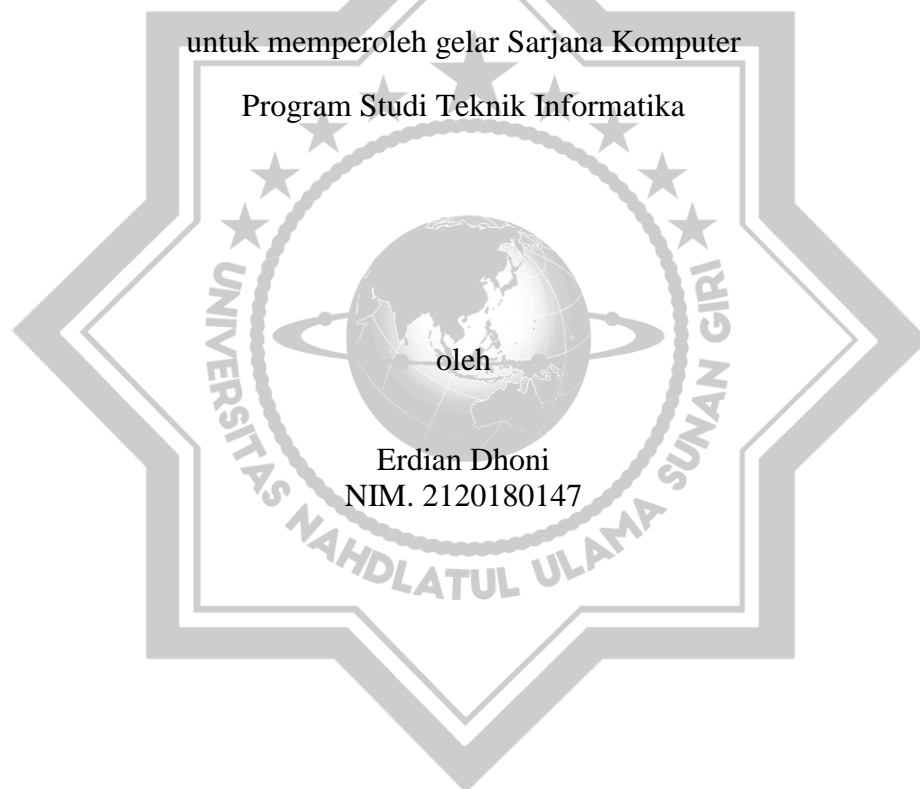 untuk memperoleh gelar Sarjana Komputer
Program Studi Teknik Informatika
oleh
Erdian Dhoni
NIM. 2120180147
UNIVERSITAS NAHDLATUL ULAMA SUNAN GIRI